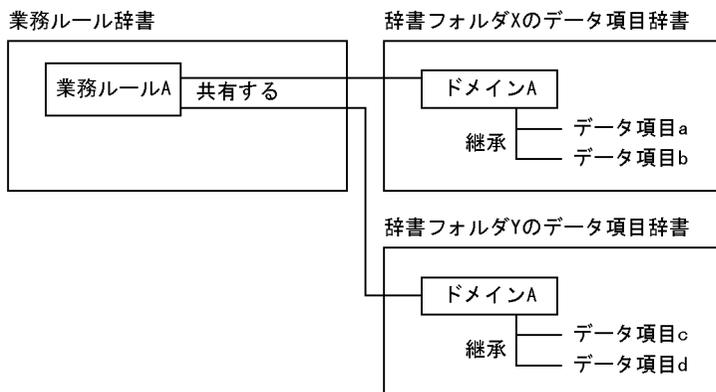 業務ルール辞書
辞書フォルダXのデータ項目辞書
業務ルールA
共有する
ドメインA
継承
データ項目a
データ項目b
辞書フォルダYのデータ項目辞書
ドメインA
継承
データ項目c
データ項目d